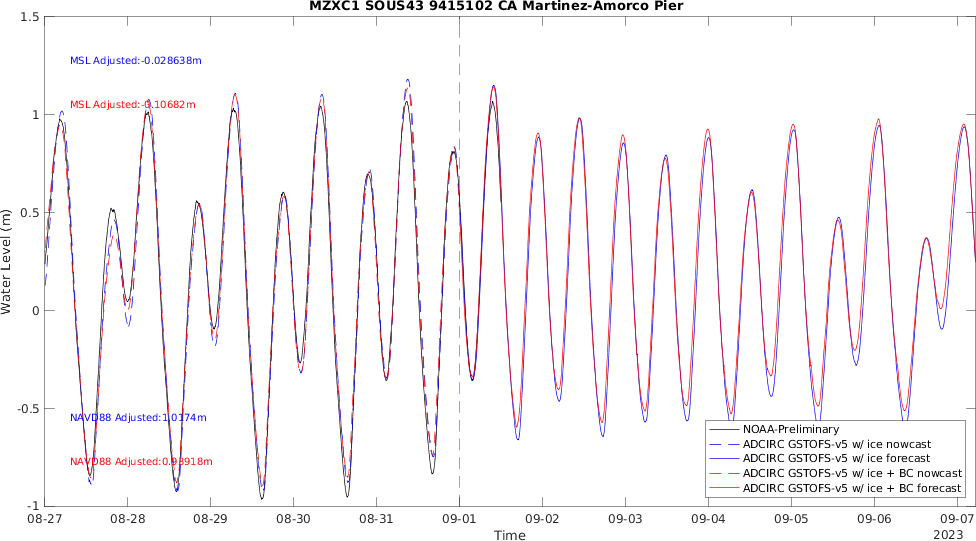 MZXC1 SOUS43 9415102 CA Martinez-Amorco Pier
1.5
1
0.5
0
-0.5
-1
Water Level (m)
MSL Adjusted:-0.028638m
MSL Adjusted:-0.10682m
NAVD88 Adjusted:1.0174m
NAVD88 Adjusted:0.93918m
NOAA-Preliminary
ADCIRC GSTOFS-v5 w/ ice nowcast
ADCIRC GSTOFS-v5 w/ ice forecast
ADCIRC GSTOFS-v5 w/ ice + BC nowcast
ADCIRC GSTOFS-v5 w/ ice + BC forecast
08-27 08-28 08-29 08-30 08-31 09-01 09-02 09-03 09-04 09-05 09-06 09-07
Time
2023